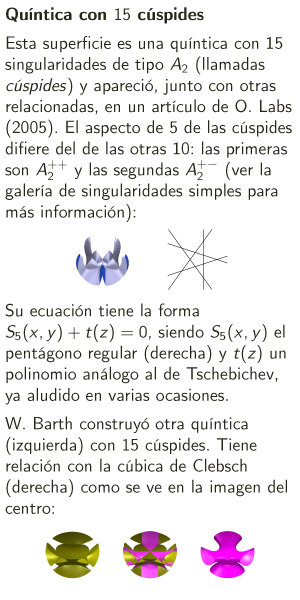 Quíntica con 15 cúspides
Esta superficie es una quíntica con 15
singularidades de tipo A₂ (llamadas
cúspides) y apareció, junto con otras
relacionadas, en un artículo de O. Labs
(2005). El aspecto de 5 de las cúspides
difiere del de las otras 10: las primeras
son A₂⁺⁺ y las segundas A₂⁺⁻ (ver la
galería de singularidades simples para
más información):
Su ecuación tiene la forma
S₅(x, y) + t(z) = 0, siendo S₅(x, y) el
pentágono regular (derecha) y t(z) un
polinomio análogo al de Tschebichev,
ya aludido en varias ocasiones.
W. Barth construyó otra quíntica
(izquierda) con 15 cúspides. Tiene
relación con la cúbica de Clebsch
(derecha) como se ve en la imagen del
centro: